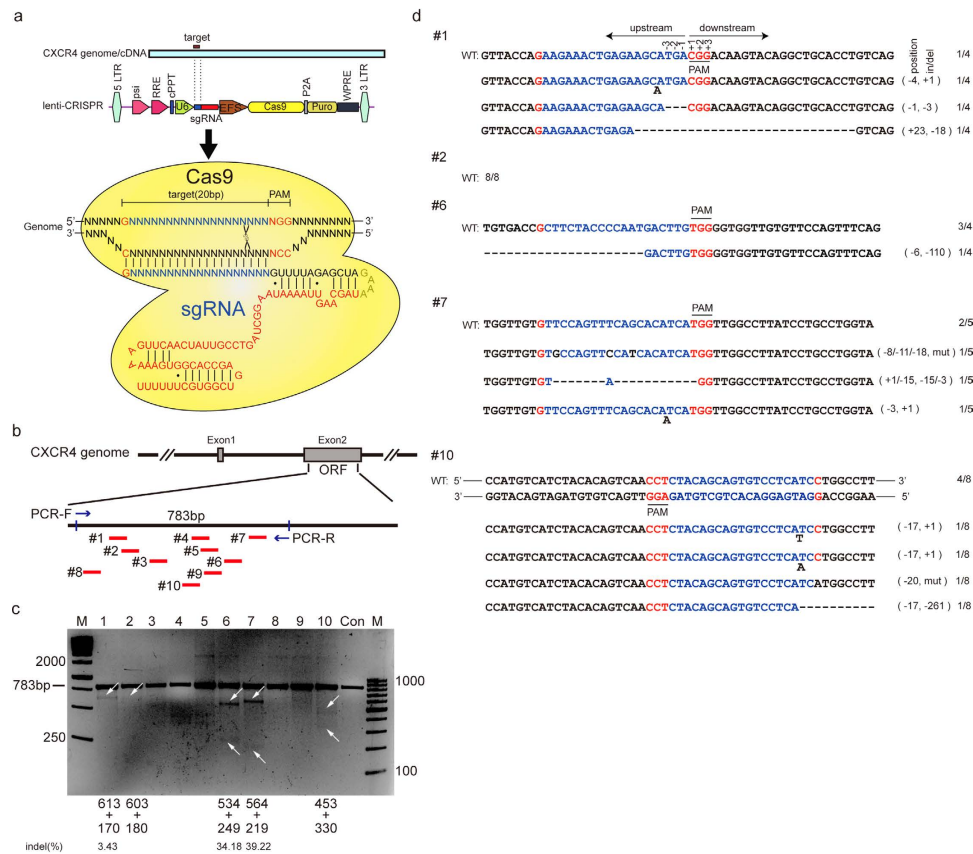 a
target
CXCR4 genome/cDNA
lenti-CRISPR
5 LTR
psi
RRE
cPPT
U6
sgRNA
EFS
Cas9
P2A
Puro
WPRE
3 LTR
Cas9
target(20bp)
PAM
Genome
sgRNA
b
CXCR4 genome
Exon1
Exon2
ORF
PCR-F
783bp
PCR-R
#1
#2
#3
#4
#5
#6
#7
#8
#9
#10
c
M 1 2 3 4 5 6 7 8 9 10 Con M
2000
783bp
250
1000
100
613 + 170
603 + 180
534 + 249
564 + 219
453 + 330
indel(%) 3.43 34.18 39.22
d
#1
upstream downstream
-3 -2 -1 +1 +2 +3
position in/del
WT: GTTACCAGAAGAAACTGAGAAGCATGACGGACAAGTACAGGCTGCACCTGTCAG 1/4
PAM
GTTACCAGAAGAAACTGAGAAGCATGACGGACAAGTACAGGCTGCACCTGTCAG (-4, +1) 1/4
A
GTTACCAGAAGAAACTGAGAAGCA---CGGACAAGTACAGGCTGCACCTGTCAG (-1, -3) 1/4
GTTACCAGAAGAAACTGAGA GTCAG (+23, -18) 1/4
#2
WT: 8/8
#6
PAM
WT: TGTGACCGCTTCTACCCCAATGACTTGTGGGTGGTTGTGTTCCAGTTTCAG 3/4
GACTTGTGGGTGGTTGTGTTCCAGTTTCAG (-6, -110) 1/4
#7
PAM
WT: TGGTTGTGTTCCAGTTTCAGCACATCATGGTTGGCCTTATCCTGCCTGGTA 2/5
TGGTTGTGTGCCAGTTCCATCACATCATGGTTGGCCTTATCCTGCCTGGTA (-8/-11/-18, mut) 1/5
TGGTTGTGT A GGTTGGCCTTATCCTGCCTGGTA (+1/-15, -15/-3) 1/5
TGGTTGTGTTCCAGTTTCAGCACATCATGGTTGGCCTTATCCTGCCTGGTA (-3, +1) 1/5
A
#10
WT: 5' CCATGTCATCTACACAGTCAACCTCTACAGCAGTGTCCTCATCCTGGCCTT 3' 4/8
3' GGTACAGTAGATGTGTCAGTTGGAGATGTCGTCACAGGAGTAGGACCGGAA 5'
PAM
CCATGTCATCTACACAGTCAACCTCTACAGCAGTGTCCTCATCCTGGCCTT (-17, +1) 1/8
T
CCATGTCATCTACACAGTCAACCTCTACAGCAGTGTCCTCATCCTGGCCTT (-17, +1) 1/8
A
CCATGTCATCTACACAGTCAACCTCTACAGCAGTGTCCTCATCATGGCCTT (-20, mut) 1/8
CCATGTCATCTACACAGTCAACCTCTACAGCAGTGTCCTCA--------- (-17, -261) 1/8